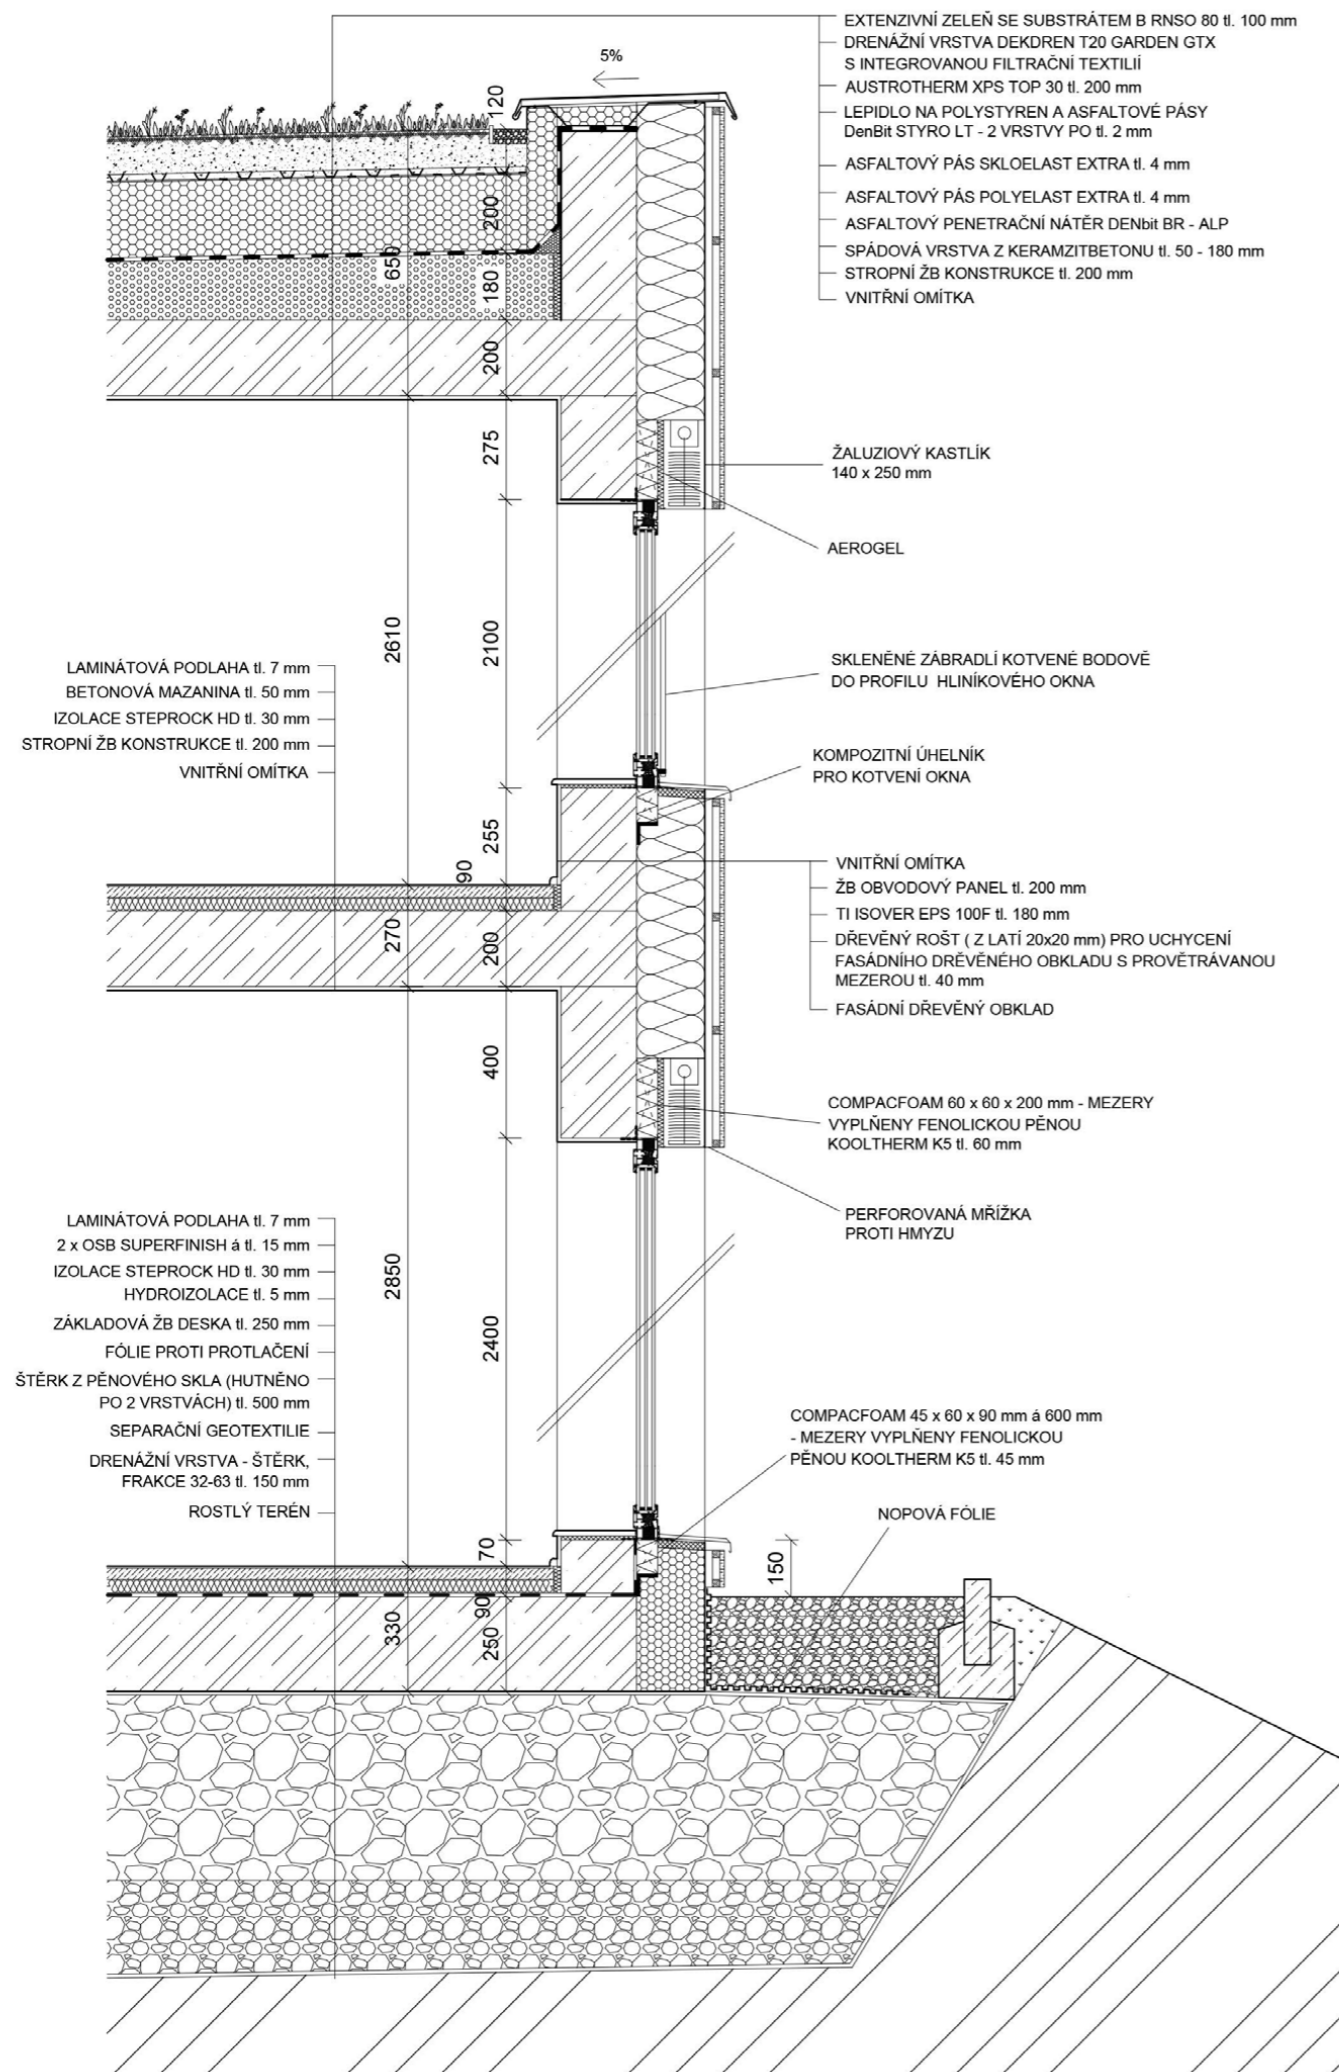 EXTENZIVNÍ ZELEŇ SE SUBSTRÁTEM B RNSO 80 tl. 100 mm
DRENÁŽNÍ VRSTVA DEKDREN T20 GARDEN GTX
S INTEGROVANOU FILTRAČNÍ TEXTILIÍ
AUSTROTHERM XPS TOP 30 tl. 200 mm
LEPIDLO NA POLYSTYREN A ASFALTOVÉ PÁSY
DenBit STYRO LT - 2 VRSTVY PO tl. 2 mm
ASFALTOVÝ PÁS SKLOELAST EXTRA tl. 4 mm
ASFALTOVÝ PÁS POLYELAST EXTRA tl. 4 mm
ASFALTOVÝ PENETRAČNÍ NÁTĚR DENbit BR - ALP
SPÁDOVÁ VRSTVA Z KERAMZITBETONU tl. 50 - 180 mm
STROPNÍ ŽB KONSTRUKCE tl. 200 mm
VNITŘNÍ OMÍTKA
5%
120
200
650
180
200
275
ŽALUZIOVÝ KASTLÍK
140 x 250 mm
AEROGEL
2610
2100
SKLENĚNÉ ZÁBRADLÍ KOTVENÉ BODOVĚ
DO PROFILU HLINÍKOVÉHO OKNA
LAMINÁTOVÁ PODLAHA tl. 7 mm
BETONOVÁ MAZANINA tl. 50 mm
IZOLACE STEPROCK HD tl. 30 mm
STROPNÍ ŽB KONSTRUKCE tl. 200 mm
VNITŘNÍ OMÍTKA
KOMPOZITNÍ ÚHELNÍK
PRO KOTVENÍ OKNA
255
90
270
200
400
VNITŘNÍ OMÍTKA
ŽB OBVODOVÝ PANEL tl. 200 mm
TI ISOVER EPS 100F tl. 180 mm
DŘEVĚNÝ ROŠT ( Z LATÍ 20x20 mm) PRO UCHYCENÍ
FASÁDNÍHO DRĚVĚNÉHO OBKLADU S PROVĚTRÁVANOU
MEZEROU tl. 40 mm
FASÁDNÍ DŘEVĚNÝ OBKLAD
COMPACFOAM 60 x 60 x 200 mm - MEZERY
VYPLŇENY FENOLICKOU PĚNOU
KOOLTHERM K5 tl. 60 mm
PERFOROVANÁ MŘÍŽKA
PROTI HMYZU
LAMINÁTOVÁ PODLAHA tl. 7 mm
2 x OSB SUPERFINISH á tl. 15 mm
IZOLACE STEPROCK HD tl. 30 mm
HYDROIZOLACE tl. 5 mm
ZÁKLADOVÁ ŽB DESKA tl. 250 mm
FÓLIE PROTI PROTLAČENÍ
ŠTĚRK Z PĚNOVÉHO SKLA (HUTNĚNO
PO 2 VRSTVÁCH) tl. 500 mm
SEPARAČNÍ GEOTEXTILIE
DRENÁŽNÍ VRSTVA - ŠTĚRK,
FRAKCE 32-63 tl. 150 mm
ROSTLÝ TERÉN
2850
2400
COMPACFOAM 45 x 60 x 90 mm á 600 mm
- MEZERY VYPLŇENY FENOLICKOU
PĚNOU KOOLTHERM K5 tl. 45 mm
NOPOVÁ FÓLIE
70
150
90
330
250